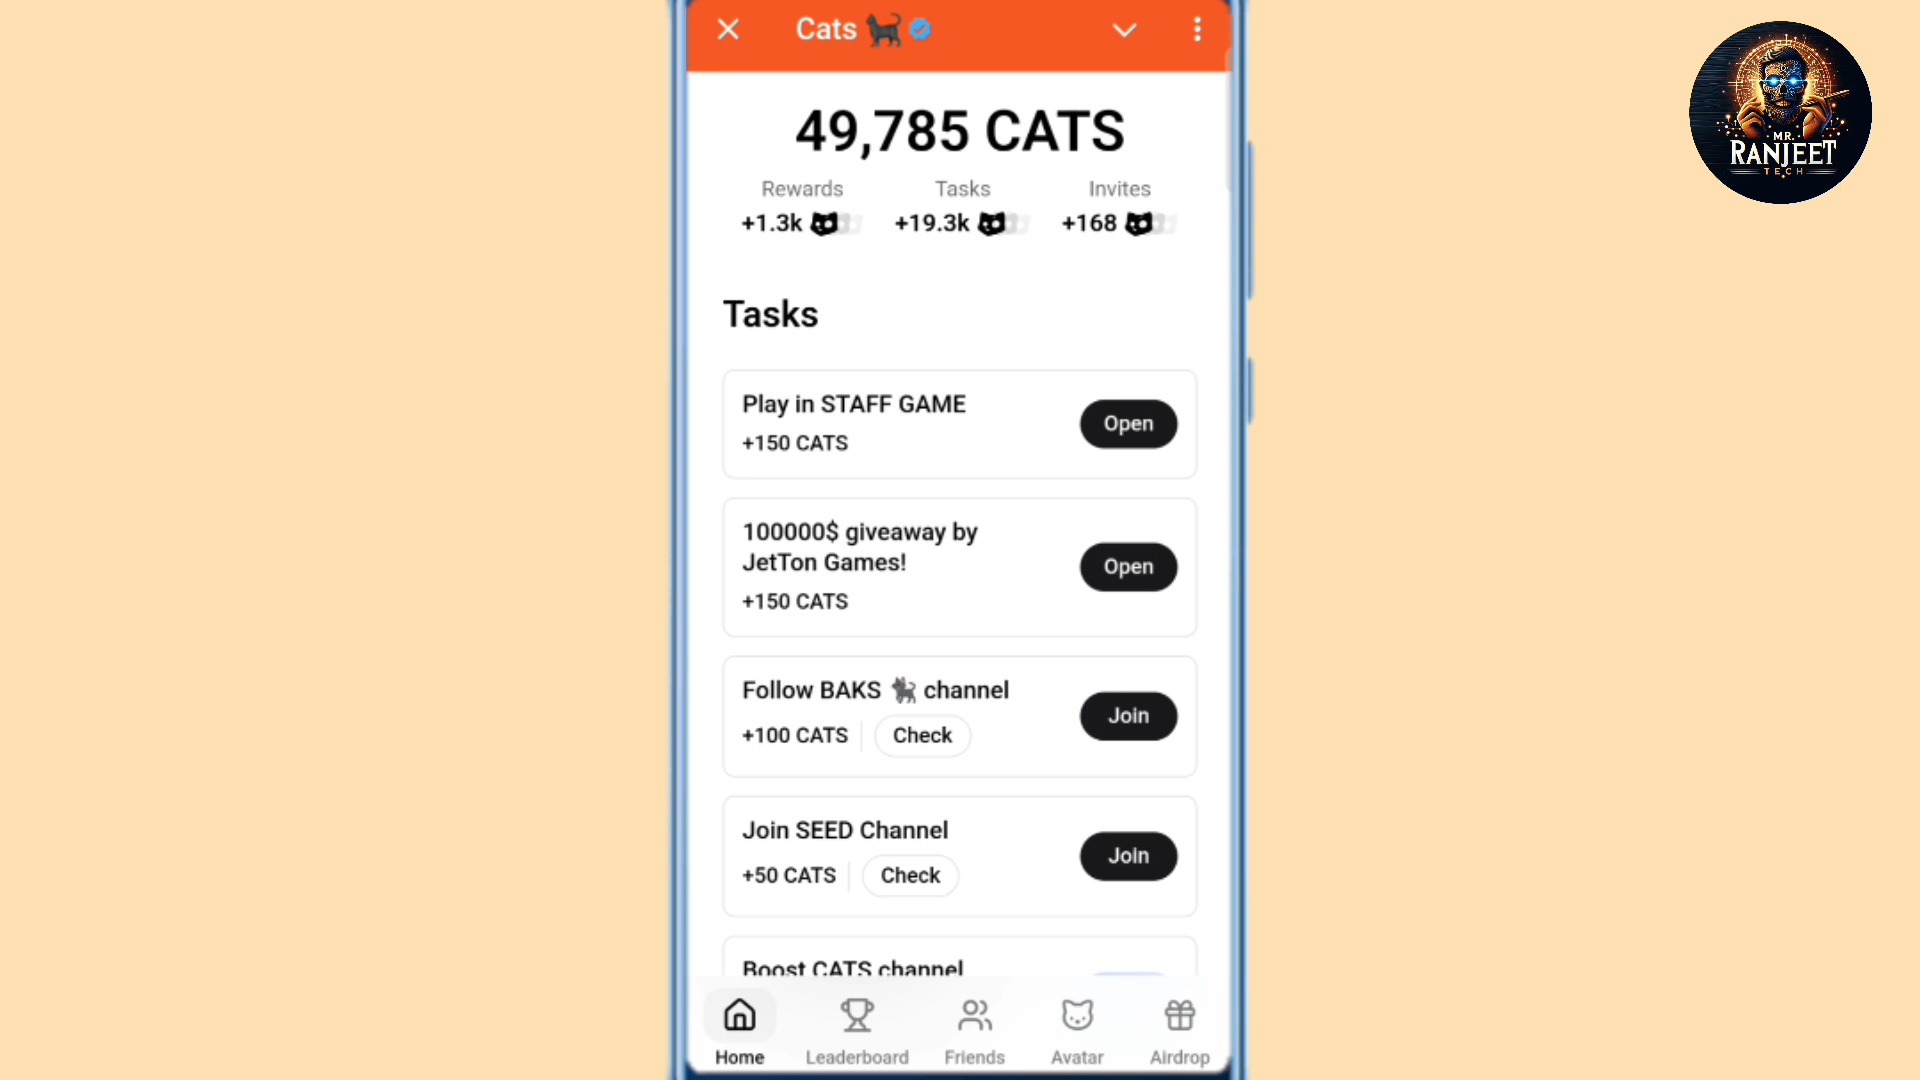 Cats
49,785 CATS
Rewards Tasks Invites
+1.3k +19.3k +168
Tasks
Play in STAFF GAME
+150 CATS
Open
100000$ giveaway by
JetTon Games!
+150 CATS
Open
Follow BAKS 🐈‍⬛ channel
+100 CATS
Check
Join
Join SEED Channel
+50 CATS
Check
Join
Boost CATS channel
Home Leaderboard Friends Avatar Airdrop
MR.
RANJEET
TECH